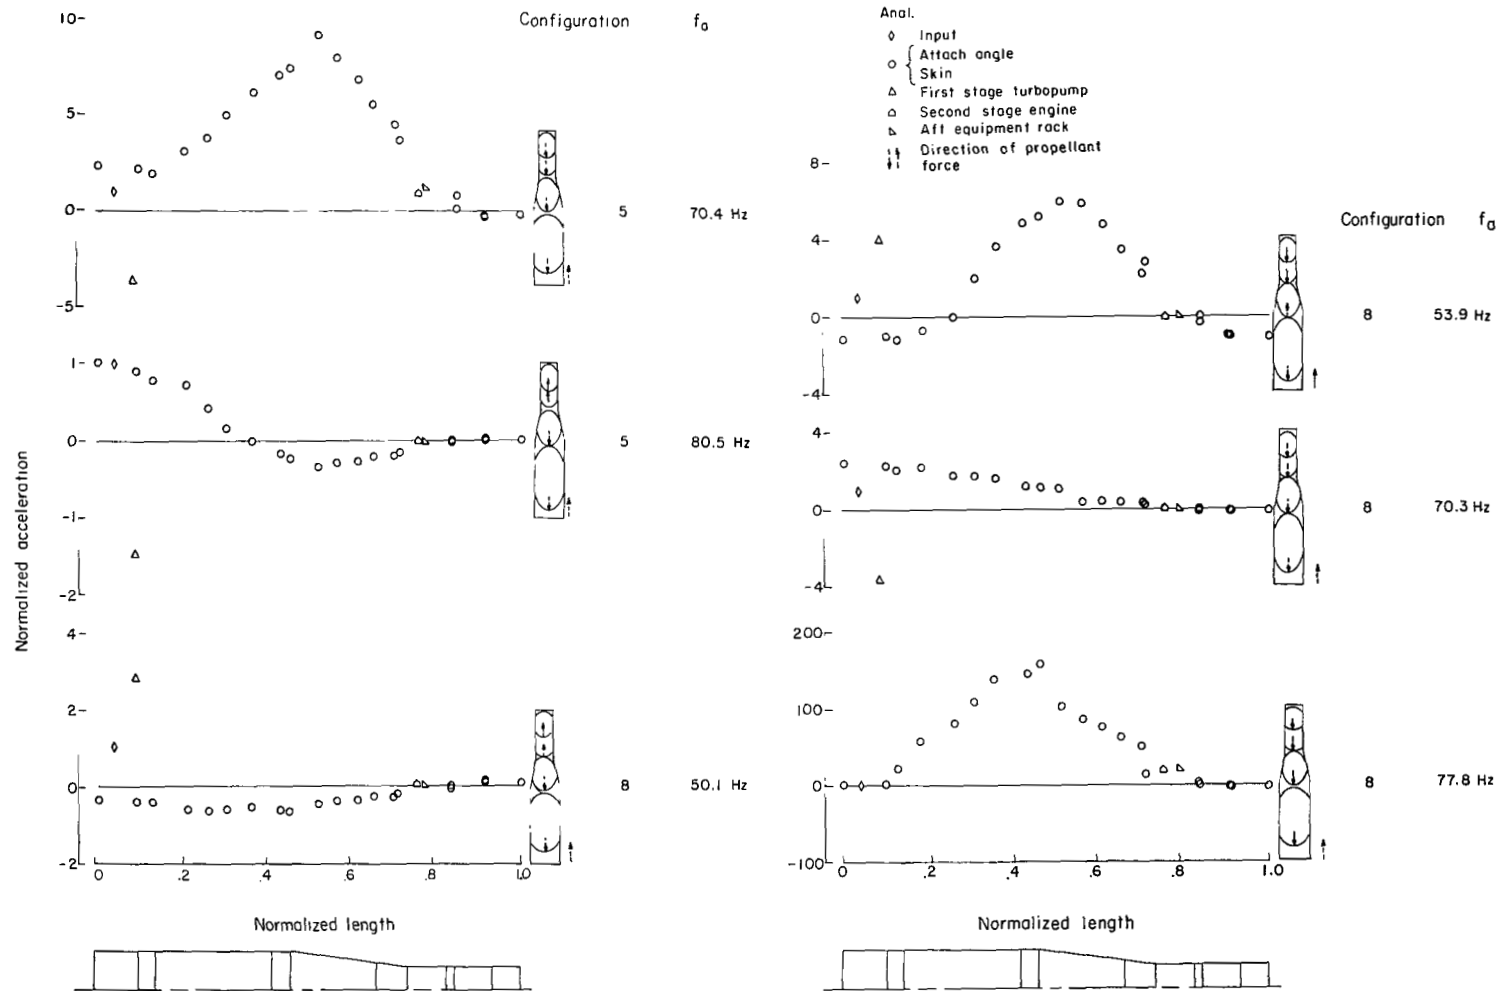 Configuration fa
10
5
0
-5
5 70.4 Hz
1
0
-1
-2
5 80.5 Hz
4
2
0
-2
8 50.1 Hz
0 .2 .4 .6 .8 1.0
Normalized length
Normalized acceleration
Anal.
Input
Attach angle
Skin
First stage turbopump
Second stage engine
Aft equipment rack
Direction of propellant
force
Configuration fa
8
4
0
-4
8 53.9 Hz
4
0
-4
8 70.3 Hz
200
100
0
-100
8 77.8 Hz
0 .2 .4 .6 .8 1.0
Normalized length